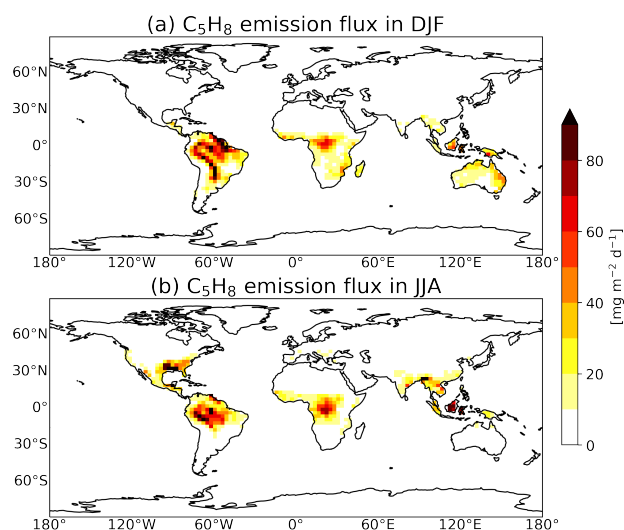 (a) C₅H₈ emission flux in DJF
60°N
30°N
0°
30°S
60°S
180° 120°W 60°W 0° 60°E 120°E 180°
(b) C₅H₈ emission flux in JJA
60°N
30°N
0°
30°S
60°S
180° 120°W 60°W 0° 60°E 120°E 180°
80
60
40
20
0
[mg m⁻² d⁻¹]